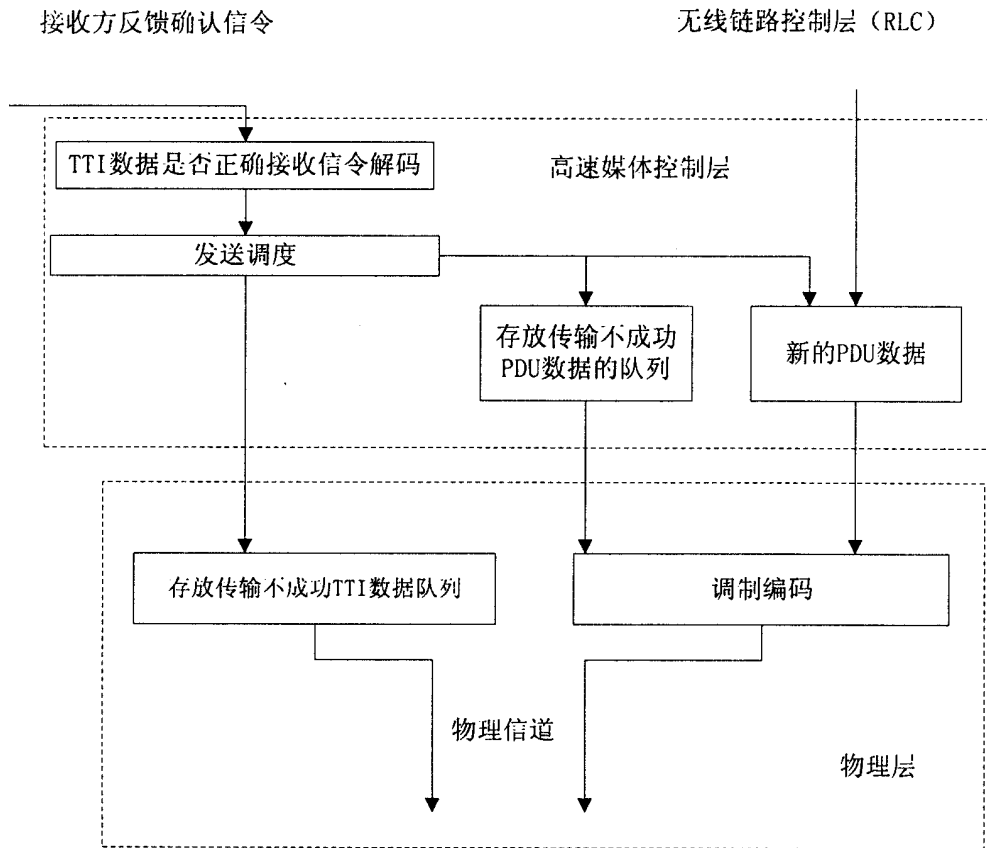 接收方反馈确认信令
无线链路控制层（RLC）
TTI数据是否正确接收信令解码
高速媒体控制层
发送调度
存放传输不成功
PDU数据的队列
新的PDU数据
存放传输不成功TTI数据队列
调制编码
物理信道
物理层